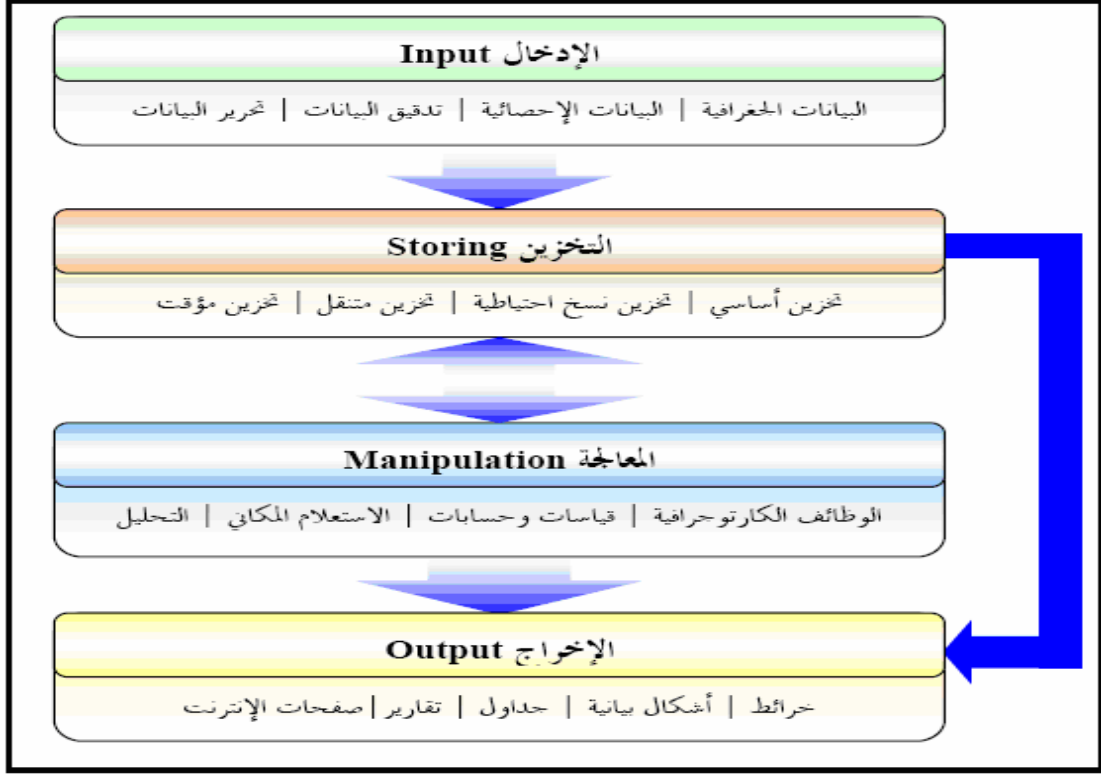 الإدخال Input
البيانات الجغرافية | البيانات الإحصائية | تدقيق البيانات | تحرير البيانات
التخزين Storing
تخزين أساسي | تخزين نسخ احتياطية | تخزين متنقل | تخزين مؤقت
المعالجة Manipulation
الوظائف الكارتوجرافية | قياسات وحسابات | الاستعلام المكاني | التحليل
الإخراج Output
خرائط | أشكال بيانية | جداول | تقارير | صفحات الإنترنت